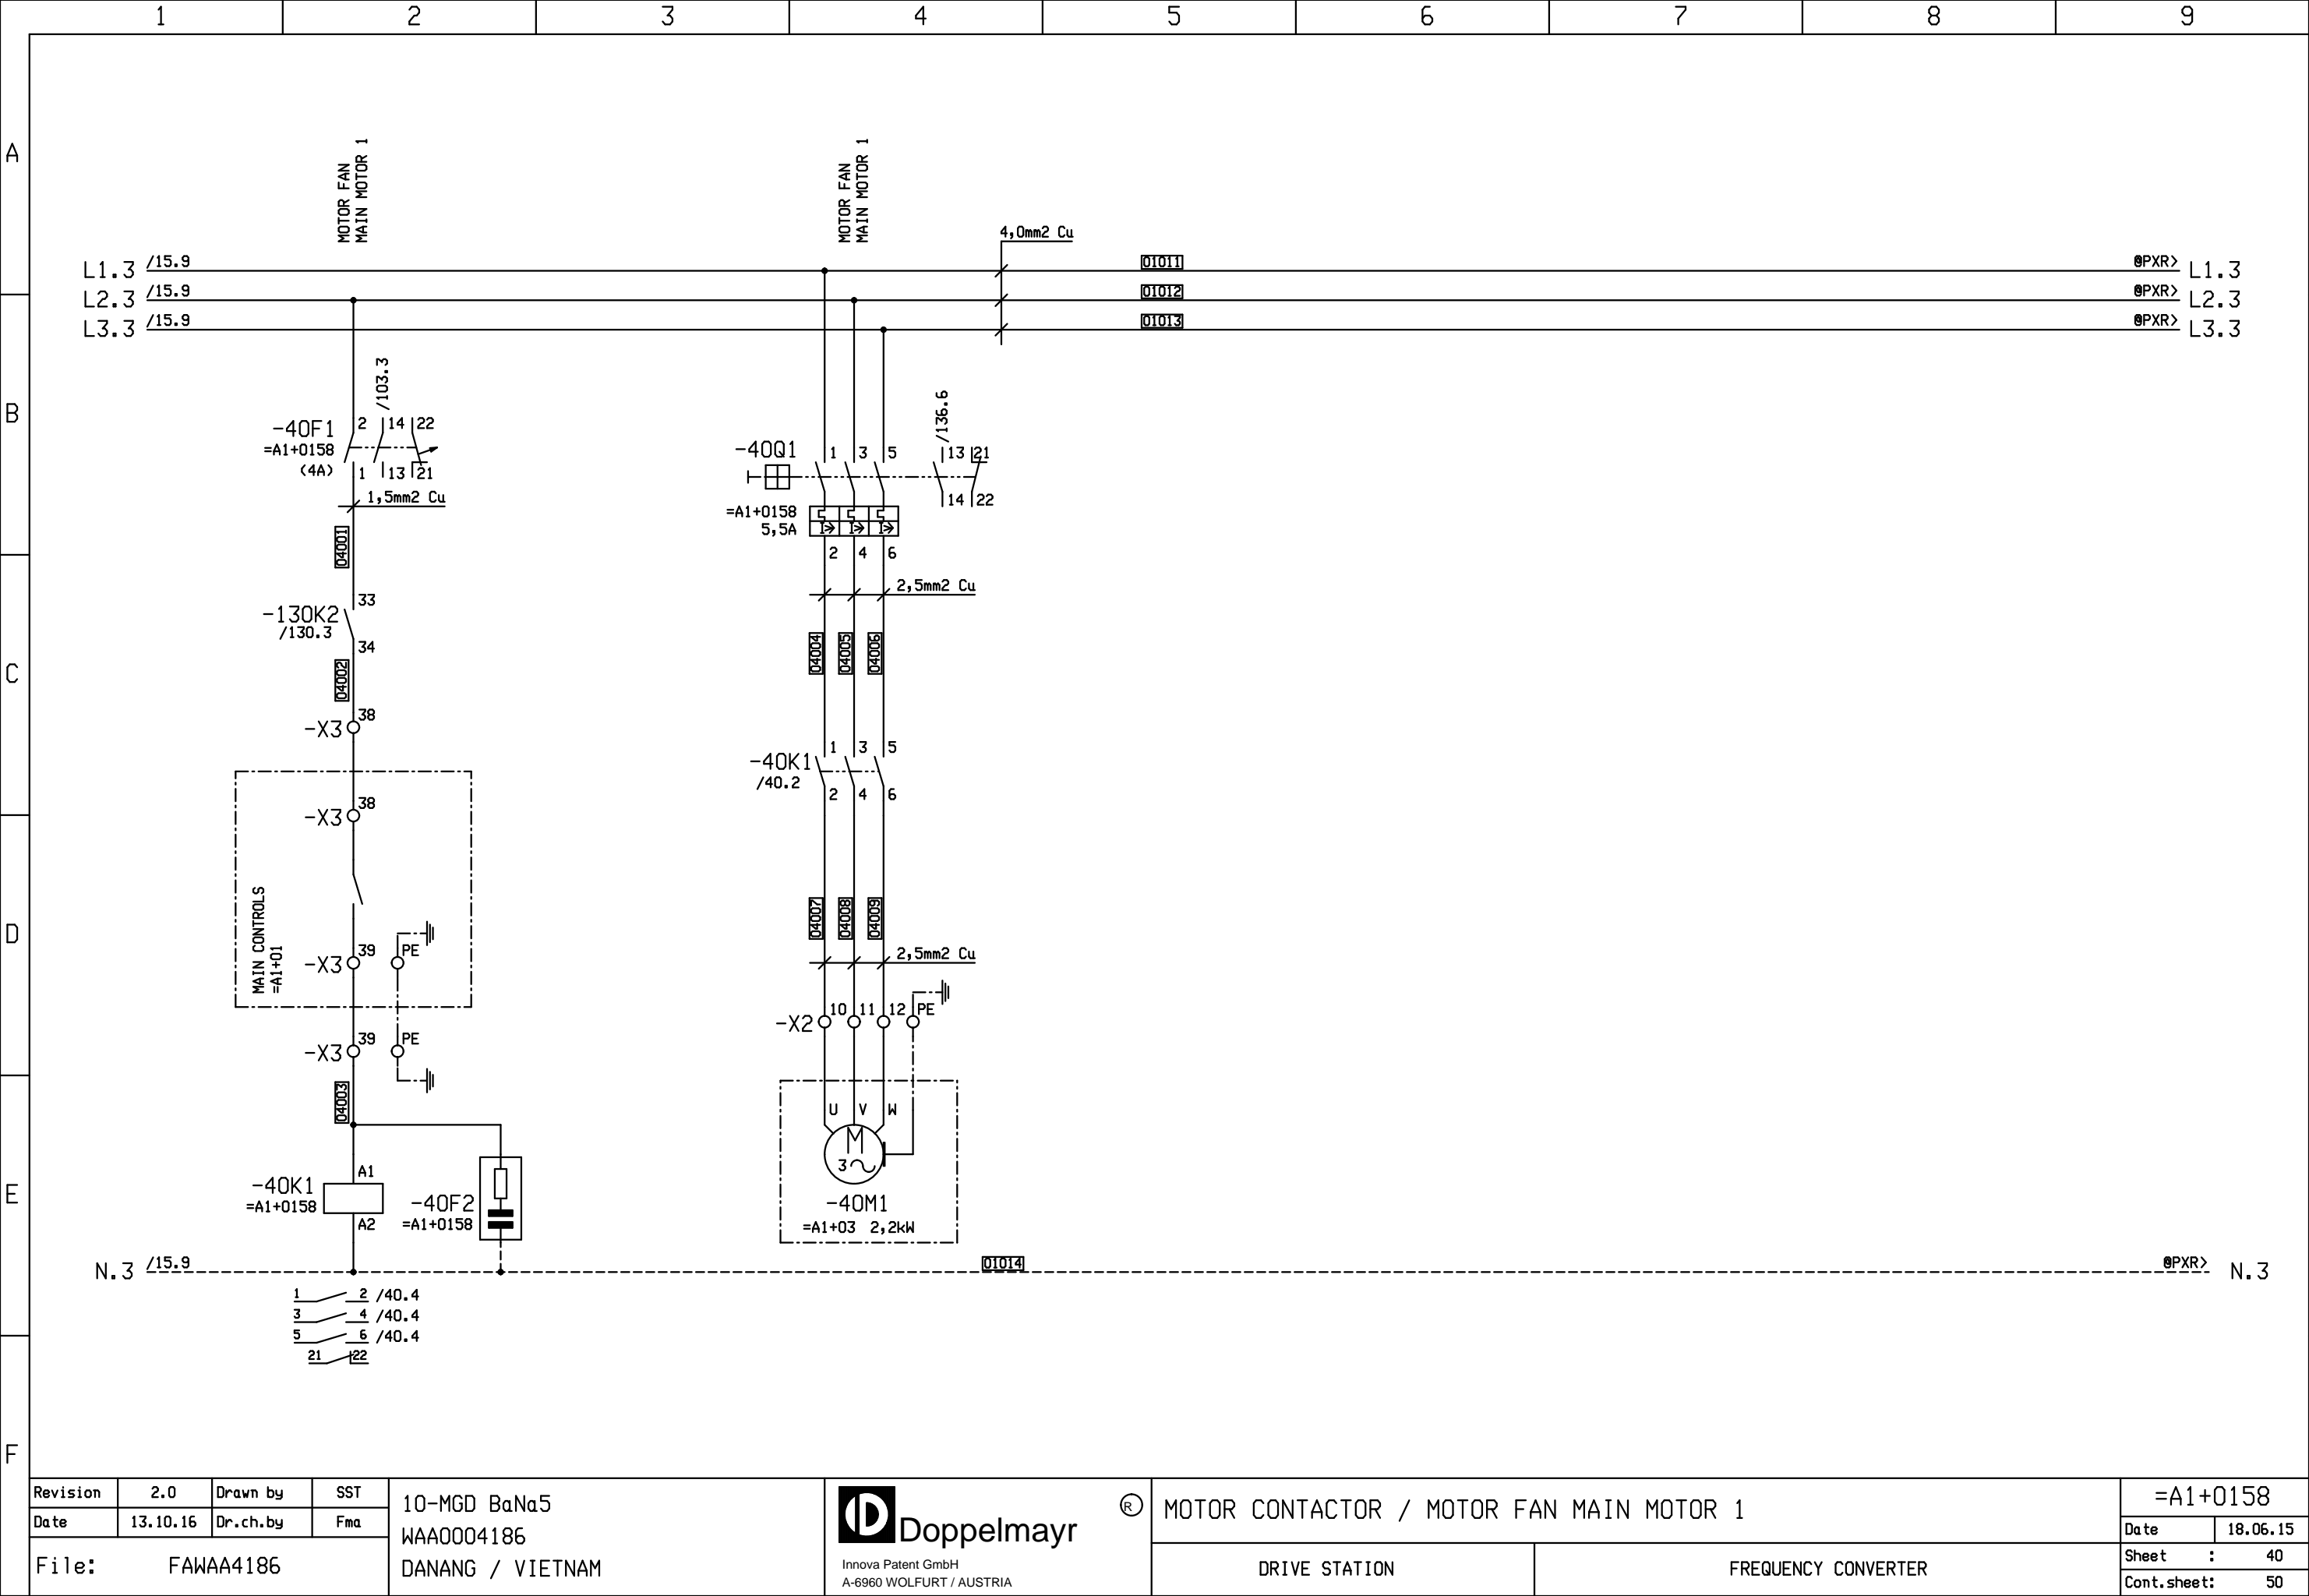 1 2 3 4 5 6 7 8 9
A
MOTOR FAN
MAIN MOTOR 1
MOTOR FAN
MAIN MOTOR 1
4,0mm2 Cu
L1.3 /15.9 01011 @PXR> L1.3
L2.3 /15.9 01012 @PXR> L2.3
L3.3 /15.9 01013 @PXR> L3.3
B
/103.3
-40F1 2 14 22
=A1+0158
(4A) 1 13 21
1,5mm2 Cu
04001
/136.6
-40Q1 1 3 5 13 21
14 22
=A1+0158
5,5A
I> I> I>
2 4 6
2,5mm2 Cu
C
33
-130K2
/130.3
34
04002
04004 04005 04006
-X3 38
-40K1 1 3 5
/40.2
2 4 6
-X3 38
D
MAIN CONTROLS
=A1+01
04007 04008 04009
-X3 39 PE
2,5mm2 Cu
-X2 10 11 12 PE
-X3 39 PE
04003
E
U V W
M
3
-40M1
=A1+03 2,2kW
A1
-40K1
=A1+0158
A2
-40F2
=A1+0158
N.3 /15.9 01014 @PXR> N.3
1 2 /40.4
3 4 /40.4
5 6 /40.4
21 22
F
Revision 2.0 Drawn by SST
Date 13.10.16 Dr.ch.by Fma
File: FAWAA4186
10-MGD BaNa5
WAA0004186
DANANG / VIETNAM
Doppelmayr
R
Innova Patent GmbH
A-6960 WOLFURT / AUSTRIA
MOTOR CONTACTOR / MOTOR FAN MAIN MOTOR 1
DRIVE STATION FREQUENCY CONVERTER
=A1+0158
Date 18.06.15
Sheet : 40
Cont.sheet: 50